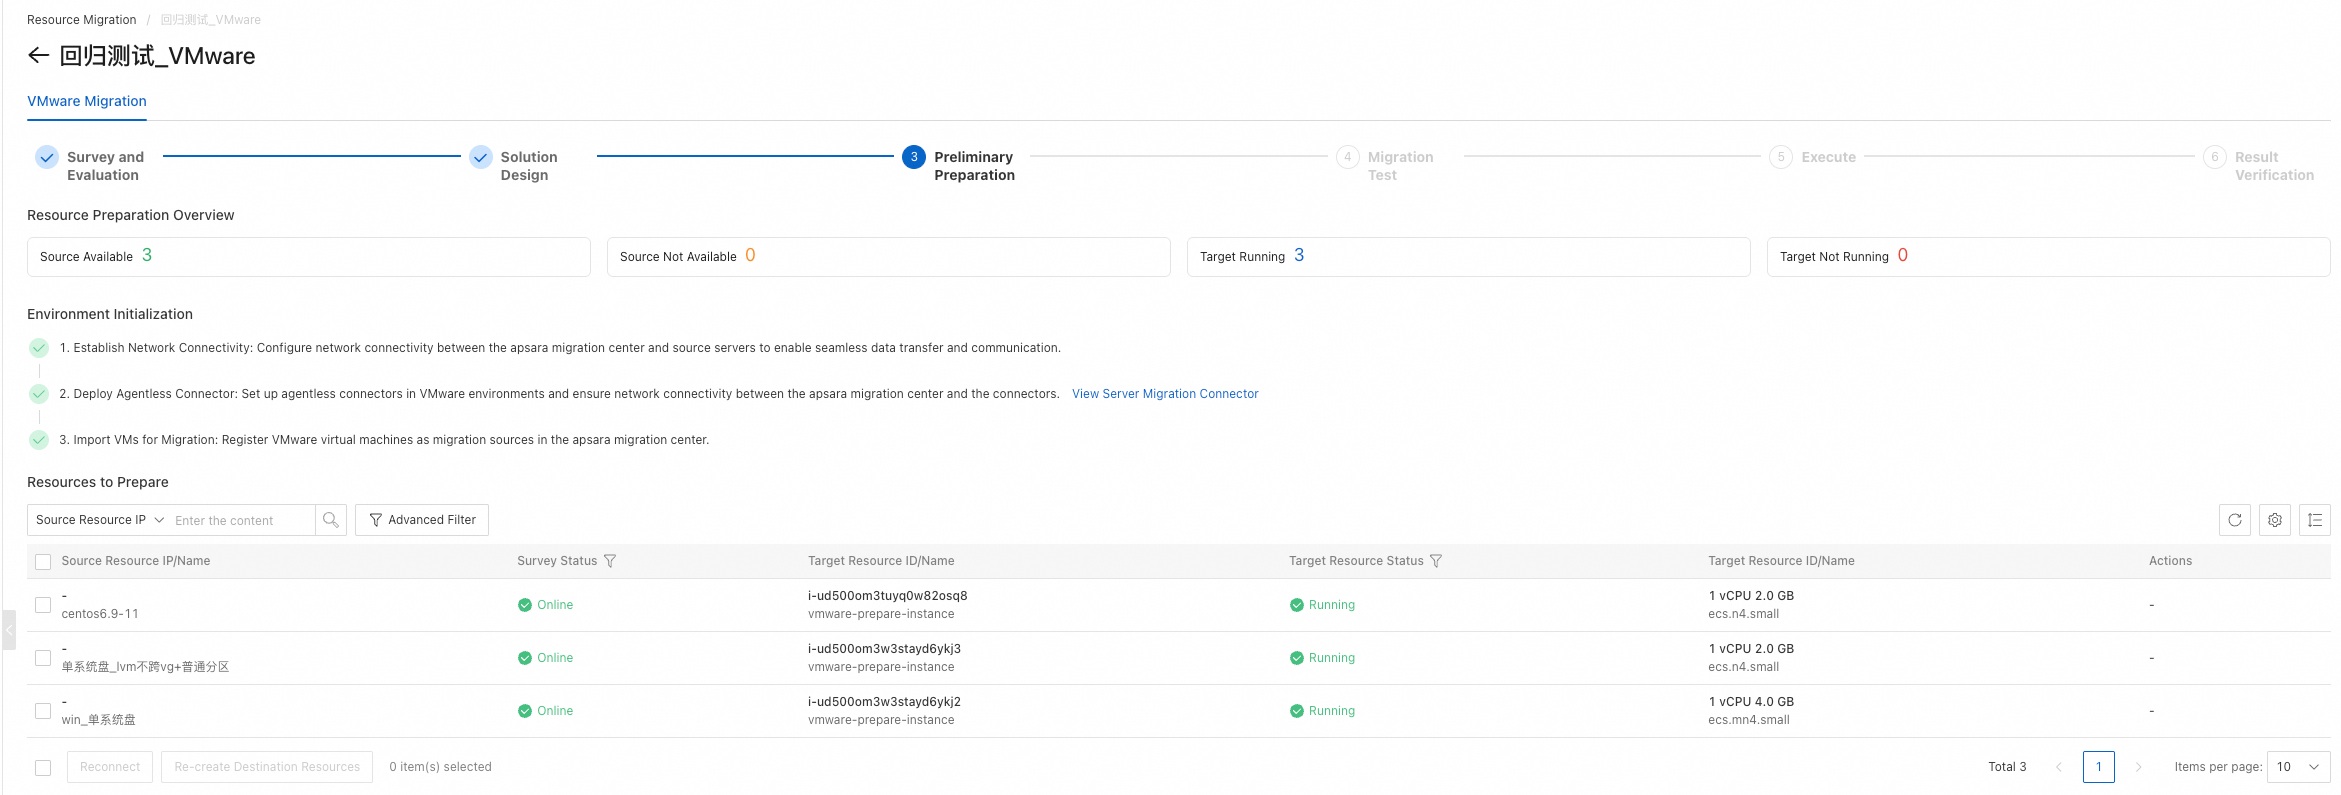 Resource Migration / 回归测试_VMware
回归测试_VMware
VMware Migration
Survey and Evaluation
Solution Design
3 Preliminary Preparation
4 Migration Test
5 Execute
6 Result Verification
Resource Preparation Overview
Source Available 3
Source Not Available 0
Target Running 3
Target Not Running 0
Environment Initialization
1. Establish Network Connectivity: Configure network connectivity between the apsara migration center and source servers to enable seamless data transfer and communication.
2. Deploy Agentless Connector: Set up agentless connectors in VMware environments and ensure network connectivity between the apsara migration center and the connectors. View Server Migration Connector
3. Import VMs for Migration: Register VMware virtual machines as migration sources in the apsara migration center.
Resources to Prepare
Source Resource IP Enter the content Advanced Filter
Source Resource IP/Name Survey Status Target Resource ID/Name Target Resource Status Target Resource ID/Name Actions
- i-ud500om3tuyq0w82osq8 1 vCPU 2.0 GB
Online Running -
centos6.9-11 vmware-prepare-instance ecs.n4.small
- i-ud500om3w3stayd6ykj3 1 vCPU 2.0 GB
Online Running -
单系统盘_lvm不跨vg+普通分区 vmware-prepare-instance ecs.n4.small
- i-ud500om3w3stayd6ykj2 1 vCPU 4.0 GB
Online Running -
win_单系统盘 vmware-prepare-instance ecs.mn4.small
Reconnect Re-create Destination Resources 0 item(s) selected Total 3 1 Items per page: 10